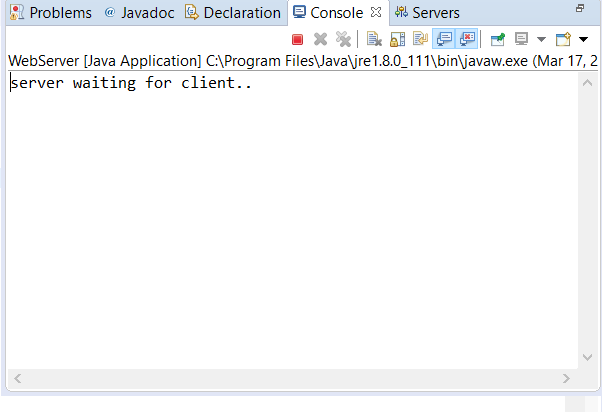 Problems @ Javadoc Declaration Console Servers
WebServer [Java Application] C:\Program Files\Java\jre1.8.0_111\bin\javaw.exe (Mar 17, 2
server waiting for client..